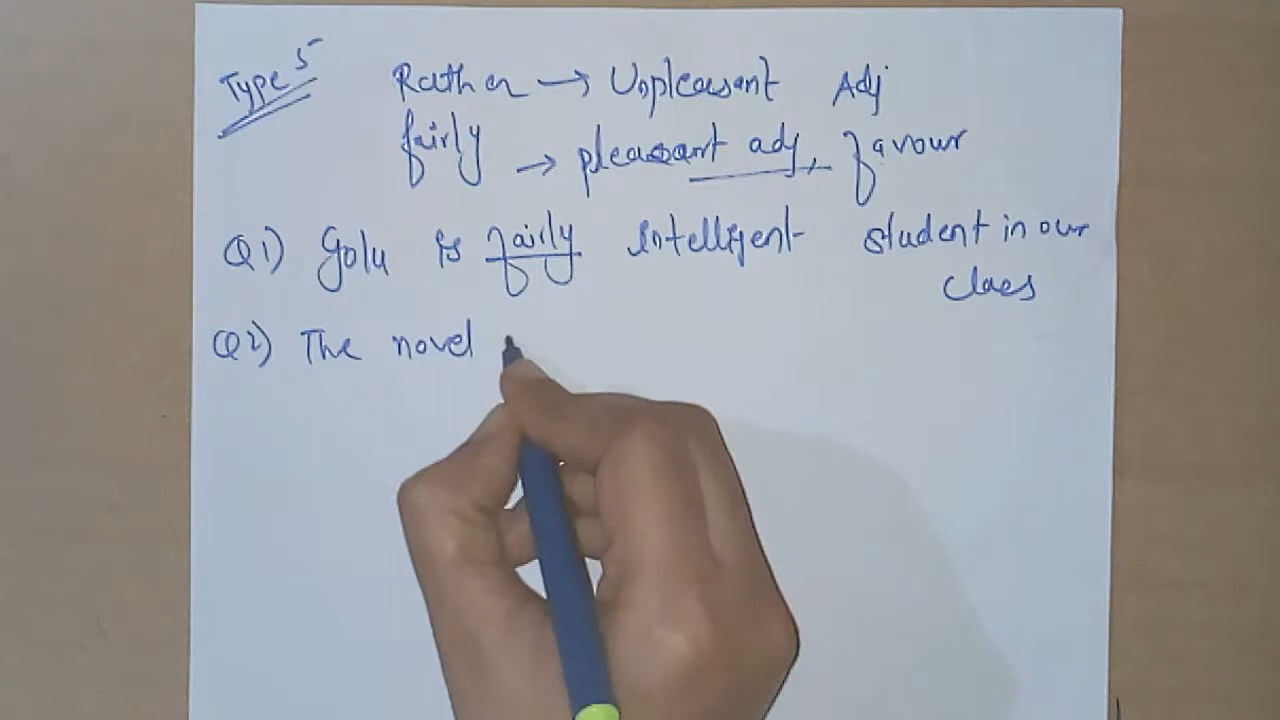 Type 5
Rather → Unpleasant Adj
fairly → pleasant adj, favour
Q1) Golu is fairly intelligent student in our
class
Q2) The novel